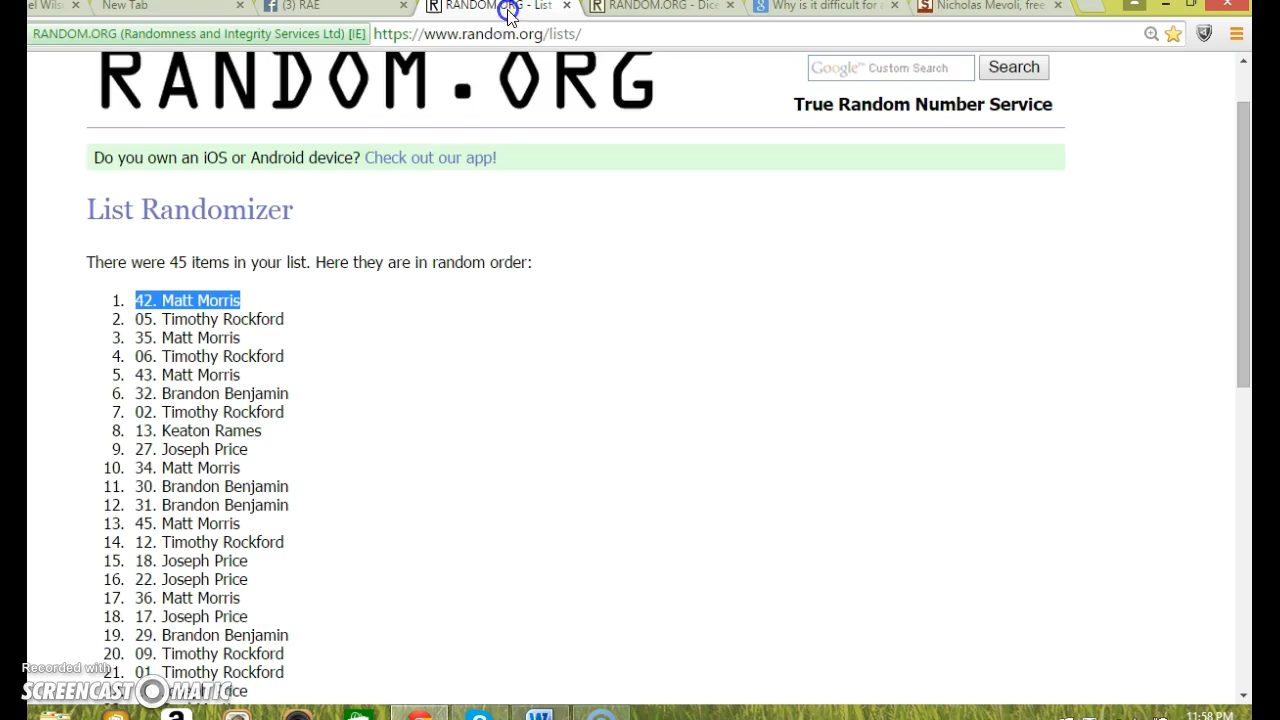 el Wils
New Tab
(3) RAE
RANDOM.ORG - List
RANDOM.ORG - Dice
Why is it difficult for a
Nicholas Mevoli, free
RANDOM.ORG (Randomness and Integrity Services Ltd) [IE]
https://www.random.org/lists/
RANDOM.ORG
Google™ Custom Search
Search
True Random Number Service
Do you own an iOS or Android device? Check out our app!
List Randomizer
There were 45 items in your list. Here they are in random order:
1. 42. Matt Morris
2. 05. Timothy Rockford
3. 35. Matt Morris
4. 06. Timothy Rockford
5. 43. Matt Morris
6. 32. Brandon Benjamin
7. 02. Timothy Rockford
8. 13. Keaton Rames
9. 27. Joseph Price
10. 34. Matt Morris
11. 30. Brandon Benjamin
12. 31. Brandon Benjamin
13. 45. Matt Morris
14. 12. Timothy Rockford
15. 18. Joseph Price
16. 22. Joseph Price
17. 36. Matt Morris
18. 17. Joseph Price
19. 29. Brandon Benjamin
20. 09. Timothy Rockford
21. 01. Timothy Rockford
Price
Recorded with
SCREENCAST-O-MATIC
11:58 PM